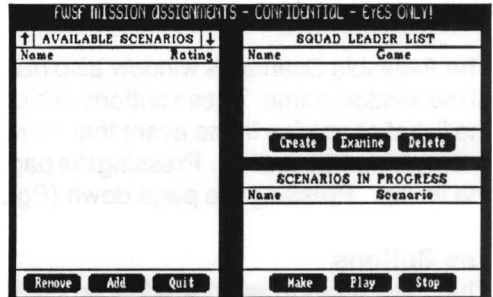 FWSF MISSION ASSIGNMENTS - CONFIDENTIAL - EYES ONLY!
↑ AVAILABLE SCENARIOS ↓
Name Rating
Remove Add Quit
SQUAD LEADER LIST
Name Game
Create Examine Delete
SCENARIOS IN PROGRESS
Name Scenario
Make Play Stop